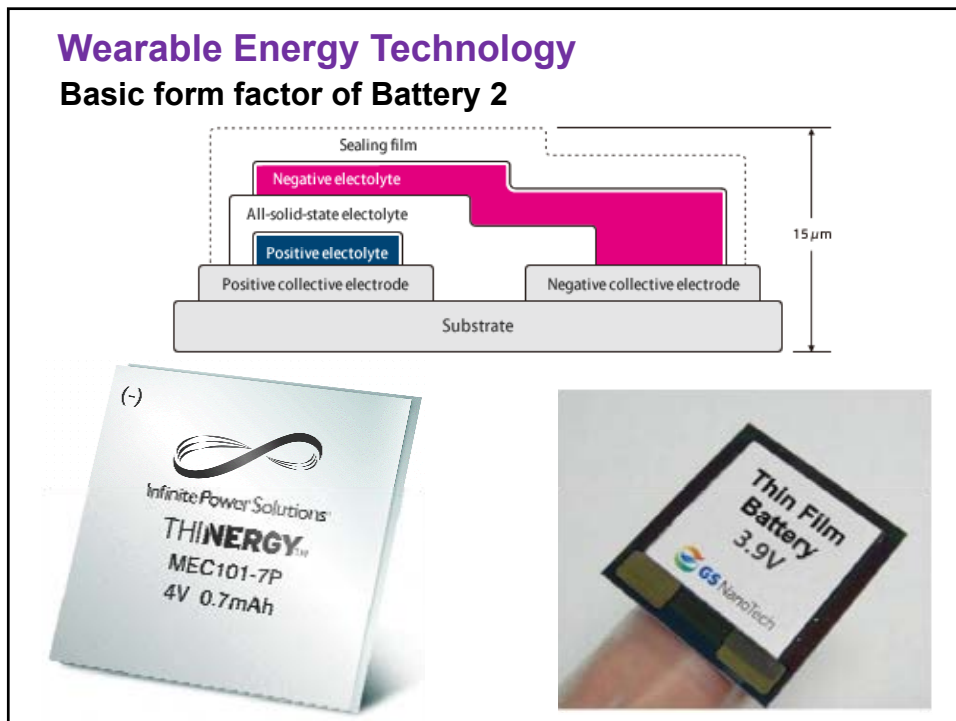 Wearable Energy Technology
Basic form factor of Battery 2
Sealing film
Negative electolyte
All-solid-state electolyte
Positive electolyte
Positive collective electrode
Negative collective electrode
Substrate
15 µm
(-)
Infinite Power Solutions
THINERGY™
MEC101-7P
4V 0.7mAh
Thin Film
Battery
3.9V
GS NanoTech